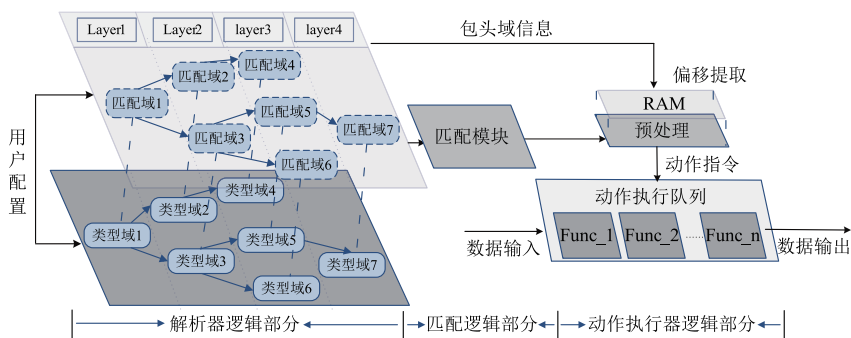 Layer1 Layer2 layer3 layer4
包头域信息
匹配域1
匹配域2
匹配域4
匹配域3
匹配域5
匹配域6
匹配域7
偏移提取
RAM
预处理
匹配模块
用户配置
动作指令
类型域1
类型域2
类型域4
类型域3
类型域5
类型域6
类型域7
动作执行队列
Func_1 Func_2 ...... Func_n
数据输入
数据输出
解析器逻辑部分 匹配逻辑部分 动作执行器逻辑部分